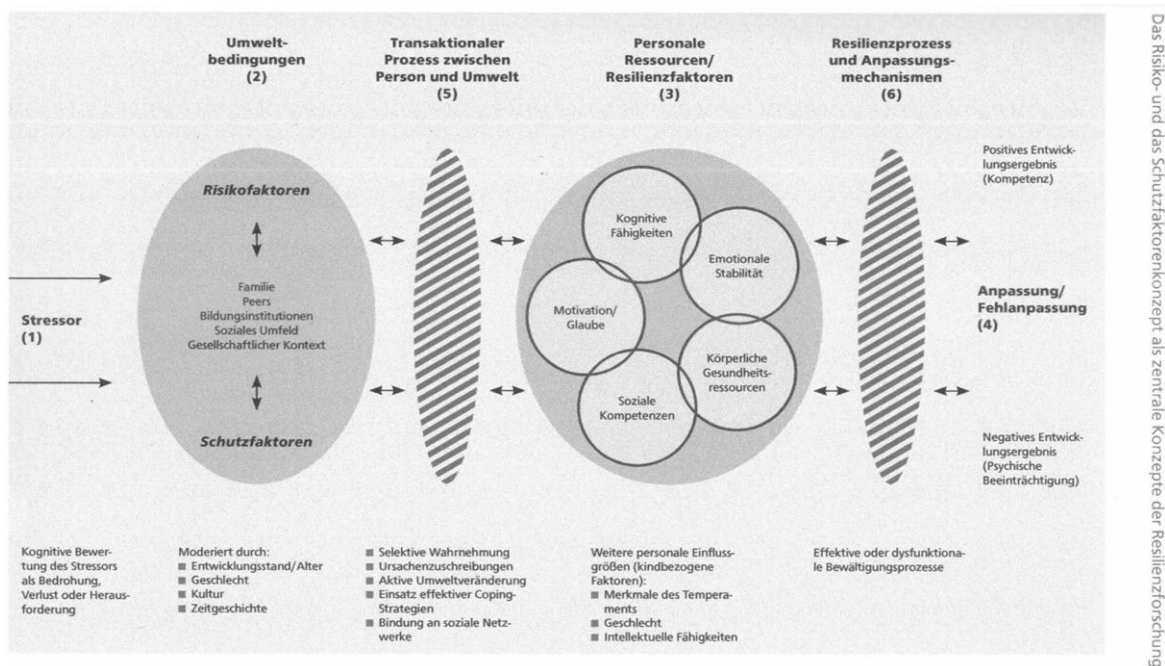 Umwelt-
bedingungen
(2)
Transaktionaler
Prozess zwischen
Person und Umwelt
(5)
Personale
Ressourcen/
Resilienzfaktoren
(3)
Resilienzprozess
und Anpassungs-
mechanismen
(6)
Stressor
(1)
Risikofaktoren
Familie
Peers
Bildungsinstitutionen
Soziales Umfeld
Gesellschaftlicher Kontext
Schutzfaktoren
Kognitive
Fähigkeiten
Emotionale
Stabilität
Motivation/
Glaube
Körperliche
Gesundheits-
ressourcen
Soziale
Kompetenzen
Positives Entwick-
lungsergebnis
(Kompetenz)
Anpassung/
Fehlanpassung
(4)
Negatives Entwick-
lungsergebnis
(Psychische
Beeinträchtigung)
Kognitive Bewer-
tung des Stressors
als Bedrohung,
Verlust oder Heraus-
forderung
Moderiert durch:
■ Entwicklungsstand/Alter
■ Geschlecht
■ Kultur
■ Zeitgeschichte
■ Selektive Wahrnehmung
■ Ursachenzuschreibungen
■ Aktive Umweltveränderung
■ Einsatz effektiver Coping-
Strategien
■ Bindung an soziale Netz-
werke
Weitere personale Einfluss-
größen (kindbezogene
Faktoren):
■ Merkmale des Tempera-
ments
■ Geschlecht
■ Intellektuelle Fähigkeiten
Effektive oder dysfunktiona-
le Bewältigungsprozesse
Das Risiko- und das Schutzfaktorenkonzept als zentrale Konzepte der Resilienzforschung